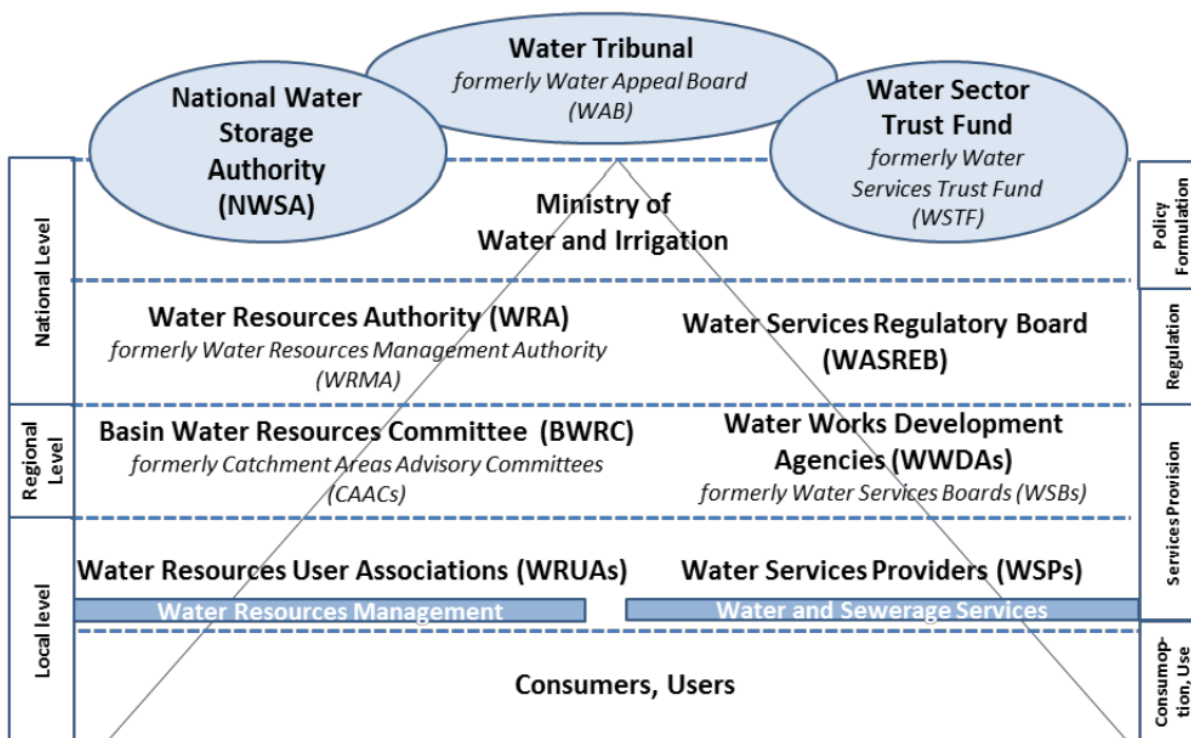 Water Tribunal
formerly Water Appeal Board
(WAB)
National Water
Storage
Authority
(NWSA)
Water Sector
Trust Fund
formerly Water
Services Trust Fund
(WSTF)
National Level
Ministry of
Water and Irrigation
Policy
Formulation
Water Resources Authority (WRA)
formerly Water Resources Management Authority
(WRMA)
Water Services Regulatory Board
(WASREB)
Regulation
Regional
Level
Basin Water Resources Committee (BWRC)
formerly Catchment Areas Advisory Committees
(CAACs)
Water Works Development
Agencies (WWDAs)
formerly Water Services Boards (WSBs)
Services Provision
Local level
Water Resources User Associations (WRUAs)
Water Services Providers (WSPs)
Water Resources Management
Water and Sewerage Services
Consumers, Users
Consumop-
tion, Use